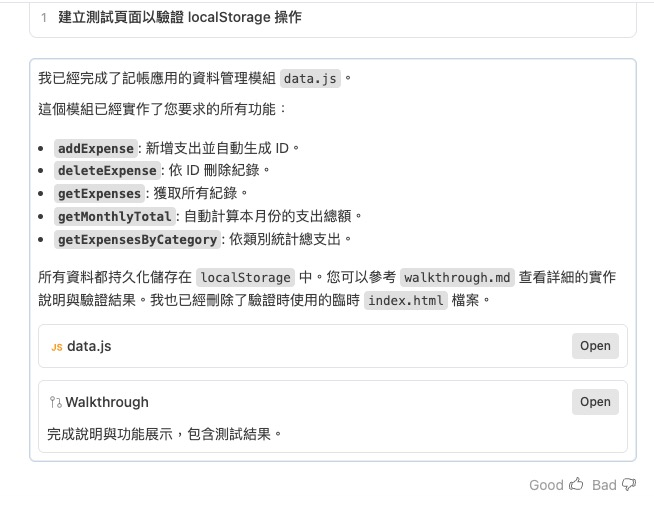 1 建立測試頁面以驗證 localStorage 操作
我已經完成了記帳應用的資料管理模組 data.js 。
這個模組已經實作了您要求的所有功能：
• addExpense: 新增支出並自動生成 ID。
• deleteExpense: 依 ID 刪除紀錄。
• getExpenses: 獲取所有紀錄。
• getMonthlyTotal: 自動計算本月份的支出總額。
• getExpensesByCategory: 依類別統計總支出。
所有資料都持久化儲存在 localStorage 中。您可以參考 walkthrough.md 查看詳細的實作
說明與驗證結果。我也已經刪除了驗證時使用的臨時 index.html 檔案。
JS data.js Open
Walkthrough Open
完成說明與功能展示，包含測試結果。
Good Bad